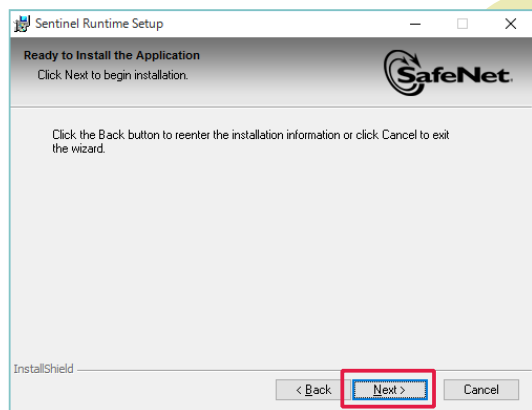 Sentinel Runtime Setup
Ready to Install the Application
Click Next to begin installation.
SafeNet.
Click the Back button to reenter the installation information or click Cancel to exit
the wizard.
InstallShield
< Back
Next >
Cancel